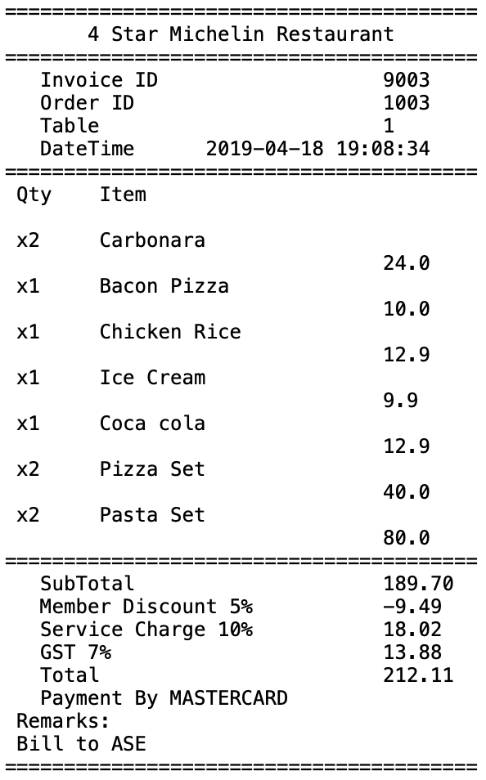 ========================================
4 Star Michelin Restaurant
========================================
Invoice ID 9003
Order ID 1003
Table 1
DateTime 2019-04-18 19:08:34
========================================
Qty Item
x2 Carbonara
24.0
x1 Bacon Pizza
10.0
x1 Chicken Rice
12.9
x1 Ice Cream
9.9
x1 Coca cola
12.9
x2 Pizza Set
40.0
x2 Pasta Set
80.0
========================================
SubTotal 189.70
Member Discount 5% -9.49
Service Charge 10% 18.02
GST 7% 13.88
Total 212.11
Payment By MASTERCARD
Remarks:
Bill to ASE
========================================